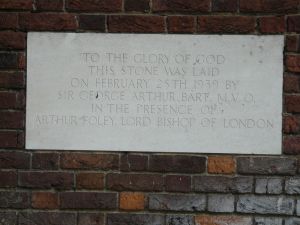 TO THE GLORY OF GOD
THIS STONE WAS LAID
ON FEBRUARY 25TH 1939 BY
SIR GEORGE ARTHUR BARF, M.V.O.
IN THE PRESENCE OF
ARTHUR FOLEY, LORD BISHOP OF LONDON